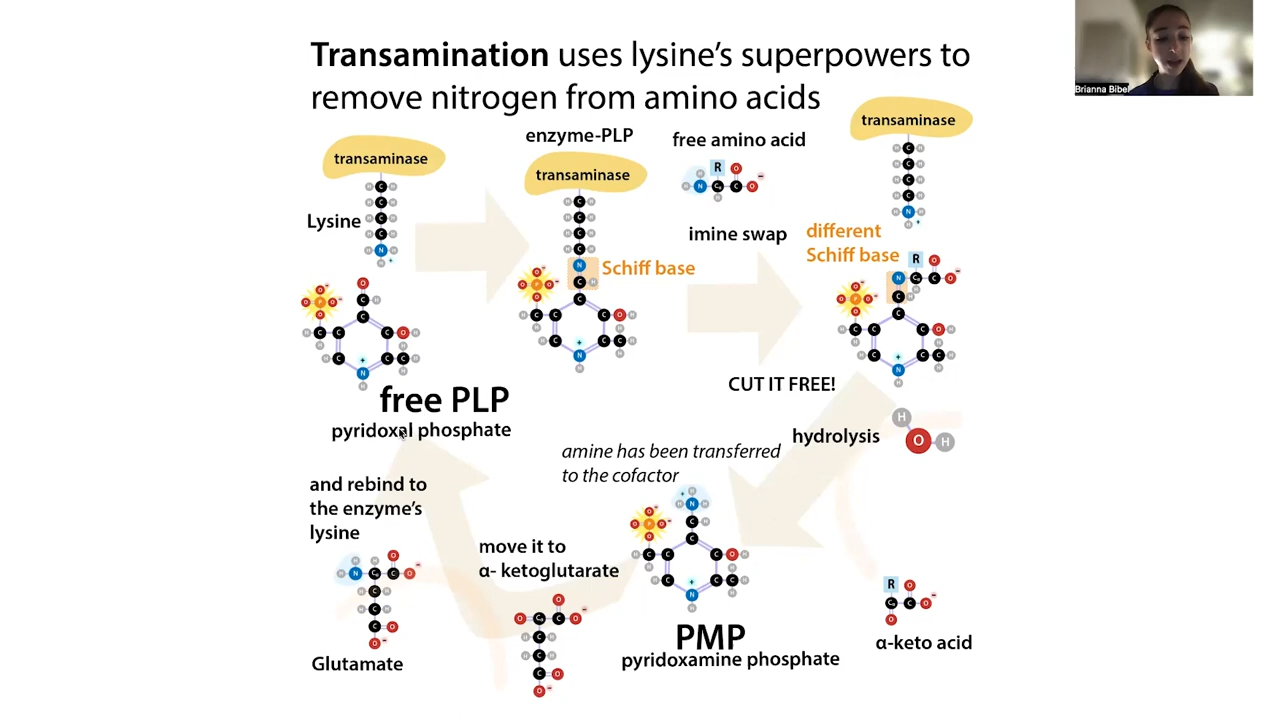 Transamination uses lysine's superpowers to
remove nitrogen from amino acids
Brianna Bibel
transaminase
Lysine
free PLP
pyridoxal phosphate
enzyme-PLP
transaminase
Schiff base
free amino acid
R
imine swap
transaminase
different
Schiff base
R
CUT IT FREE!
hydrolysis
H
O
H
amine has been transferred
to the cofactor
PMP
pyridoxamine phosphate
R
α-keto acid
move it to
α- ketoglutarate
and rebind to
the enzyme's
lysine
Glutamate